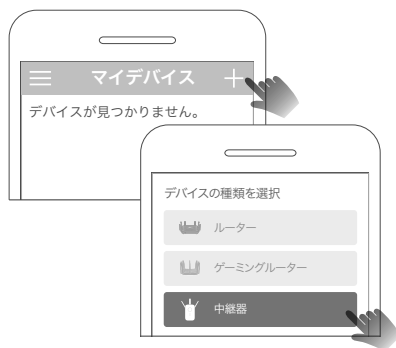 マイデバイス
デバイスが見つかりません。
デバイスの種類を選択
ルーター
ゲーミングルーター
中継器